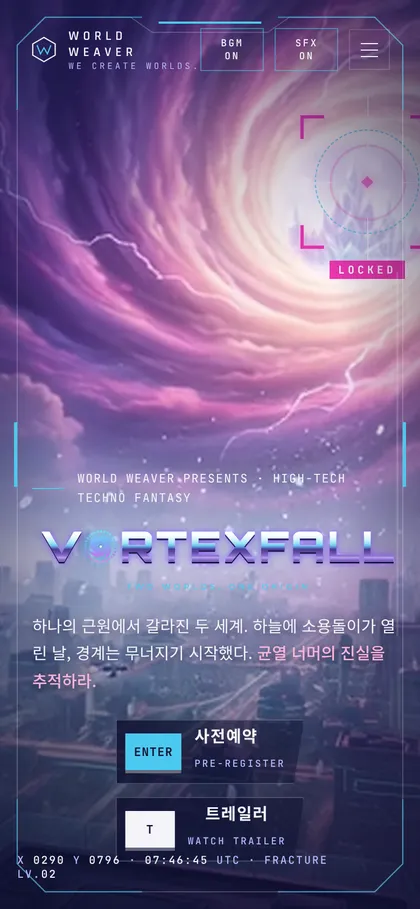 WORLD
WEAVER
WE CREATE WORLDS.
BGM
ON
SFX
ON
LOCKED
WORLD WEAVER PRESENTS · HIGH-TECH
TECHNO FANTASY
VORTEXFALL
하나의 근원에서 갈라진 두 세계. 하늘에 소용돌이가 열
린 날, 경계는 무너지기 시작했다. 균열 너머의 진실을
추적하라.
ENTER
사전예약
PRE-REGISTER
T
트레일러
WATCH TRAILER
X 0290 Y 0796 · 07:46:45 UTC · FRACTURE
LV.02